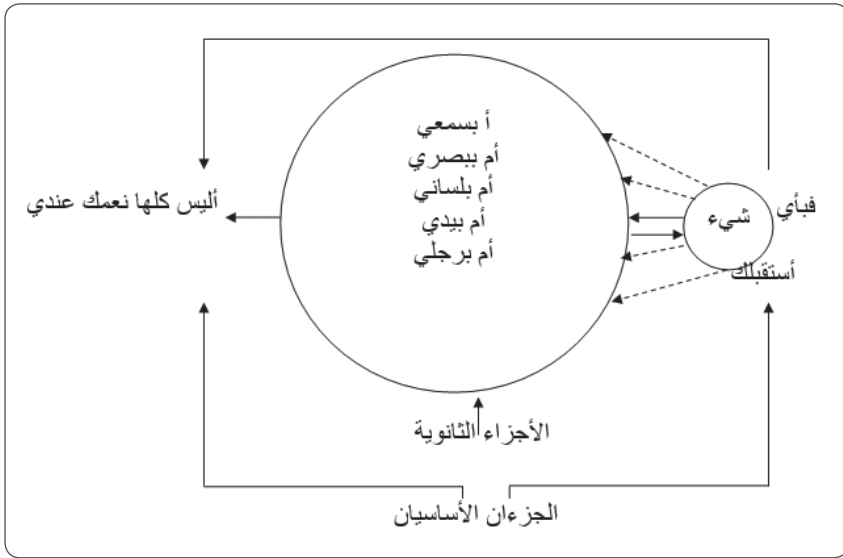 أ بسمعي
أم ببصري
أم بلساني
أم بيدي
أم برجلي
فبأي
شيء
أستقبلك
أليس كلها نعمك عندي
الأجزاء الثانوية
الجزءان الأساسيان